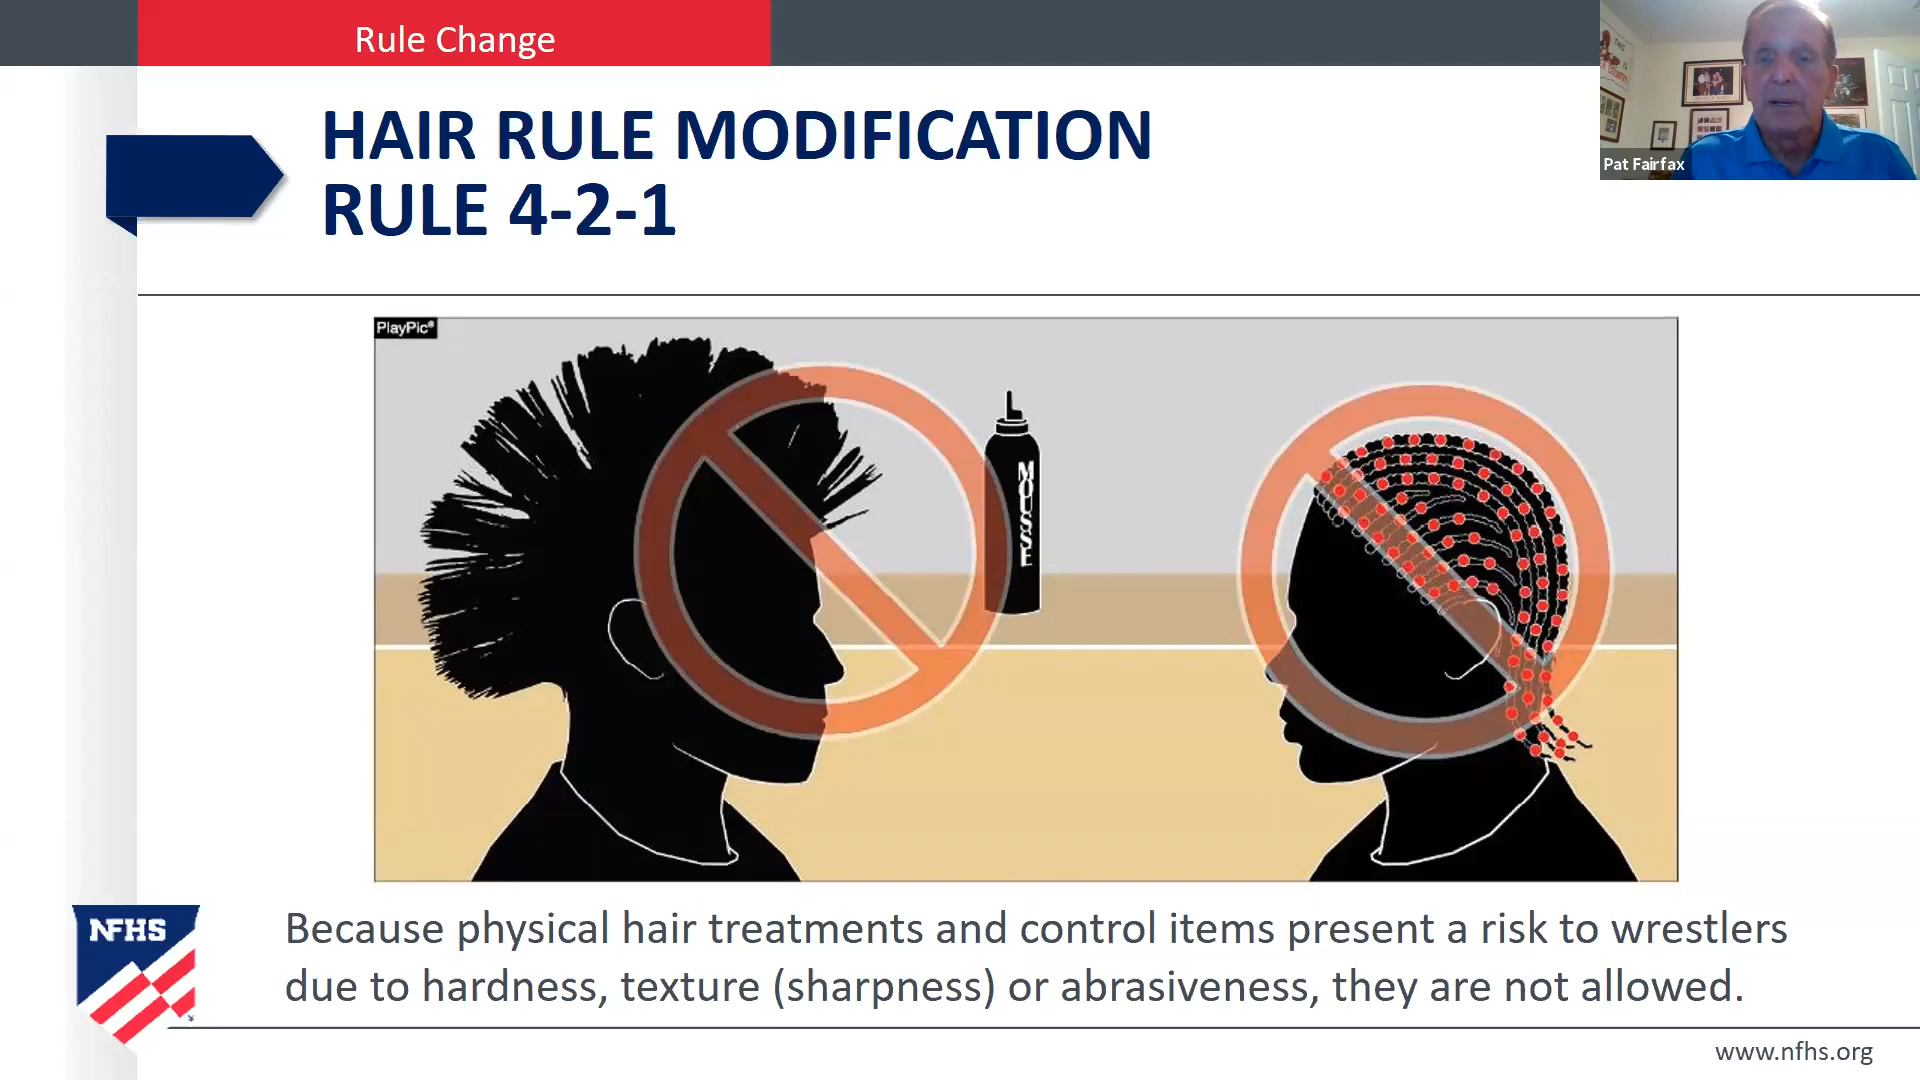 Rule Change
Pat Fairfax
HAIR RULE MODIFICATION
RULE 4-2-1
PlayPic®
MOUSSE
NFHS
Because physical hair treatments and control items present a risk to wrestlers
due to hardness, texture (sharpness) or abrasiveness, they are not allowed.
www.nfhs.org